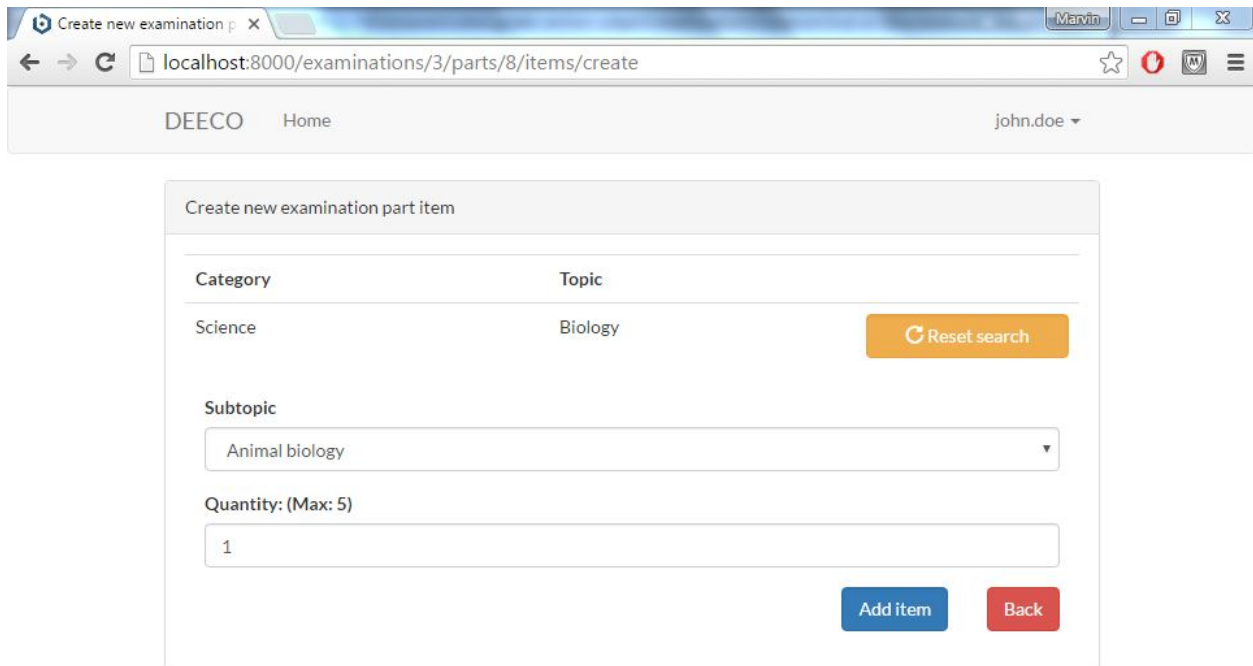 Create new examination p
Marvin
localhost:8000/examinations/3/parts/8/items/create
DEECO Home john.doe
Create new examination part item
Category Topic
Science Biology Reset search
Subtopic
Animal biology
Quantity: (Max: 5)
1
Add item Back